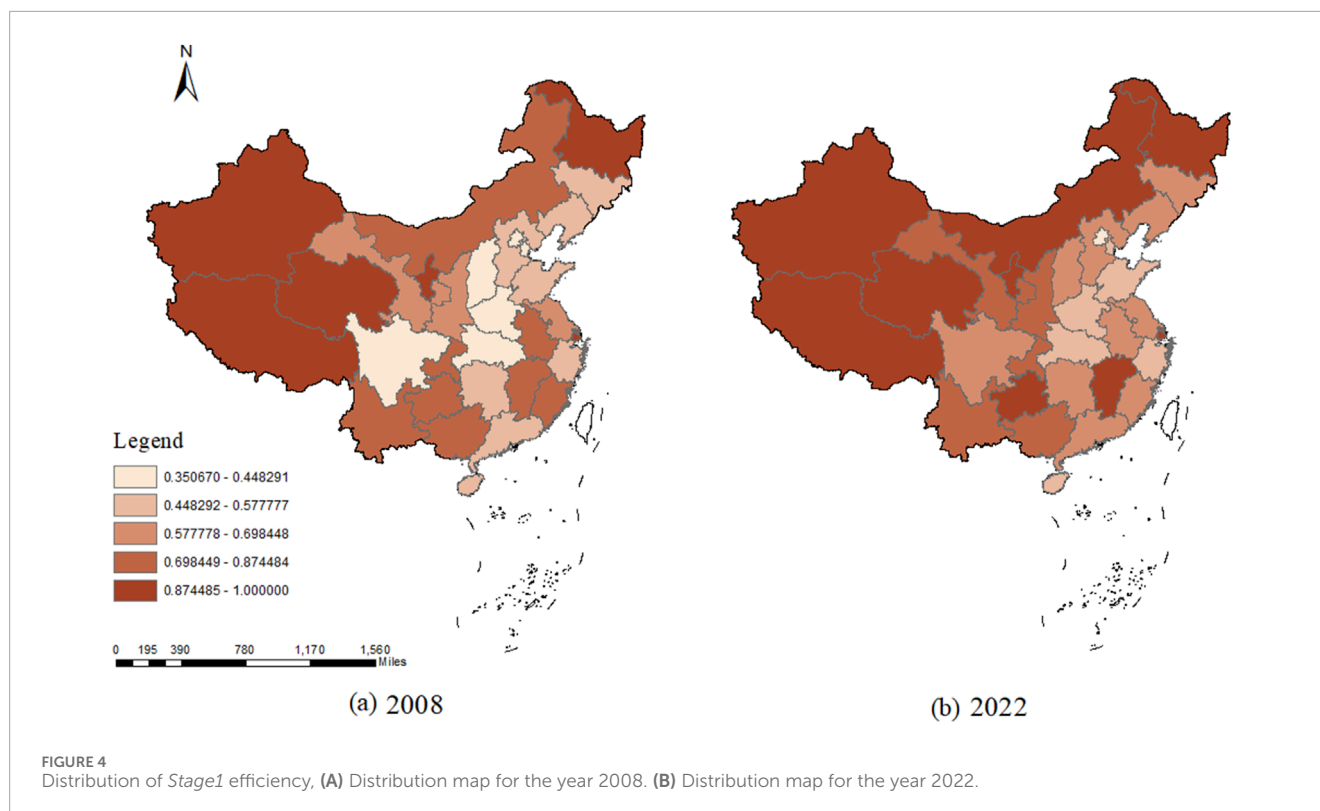 N
Legend
0.350670 - 0.448291
0.448292 - 0.577777
0.577778 - 0.698448
0.698449 - 0.874484
0.874485 - 1.000000
0 195 390 780 1,170 1,560
Miles
(a) 2008
(b) 2022
FIGURE 4
Distribution of Stage1 efficiency, (A) Distribution map for the year 2008. (B) Distribution map for the year 2022.